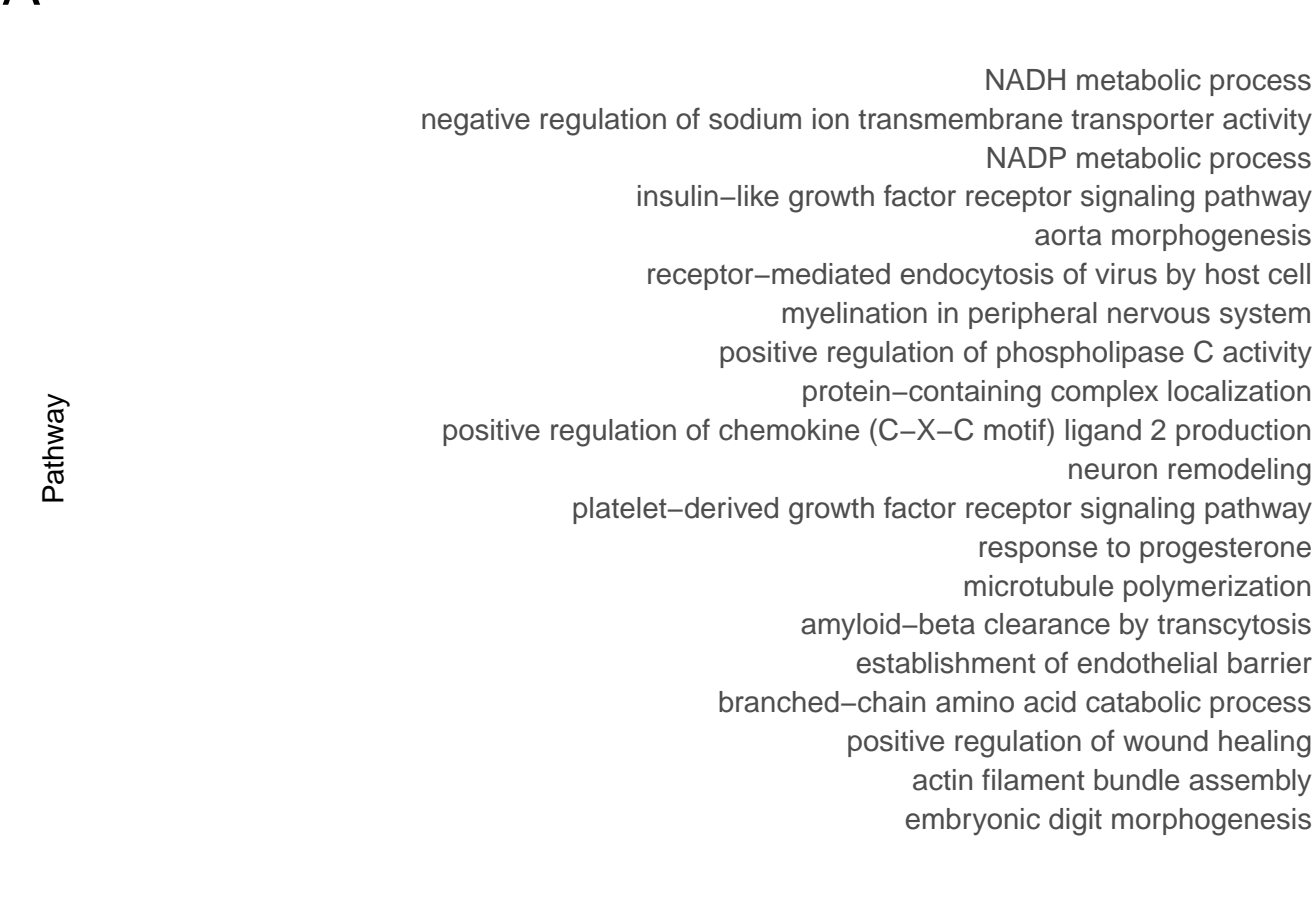 NADH metabolic process
negative regulation of sodium ion transmembrane transporter activity
NADP metabolic process
insulin−like growth factor receptor signaling pathway
aorta morphogenesis
receptor−mediated endocytosis of virus by host cell
myelination in peripheral nervous system
positive regulation of phospholipase C activity
protein−containing complex localization
positive regulation of chemokine (C−X−C motif) ligand 2 production
Pathway
neuron remodeling
platelet−derived growth factor receptor signaling pathway
response to progesterone
microtubule polymerization
amyloid−beta clearance by transcytosis
establishment of endothelial barrier
branched−chain amino acid catabolic process
positive regulation of wound healing
actin filament bundle assembly
embryonic digit morphogenesis